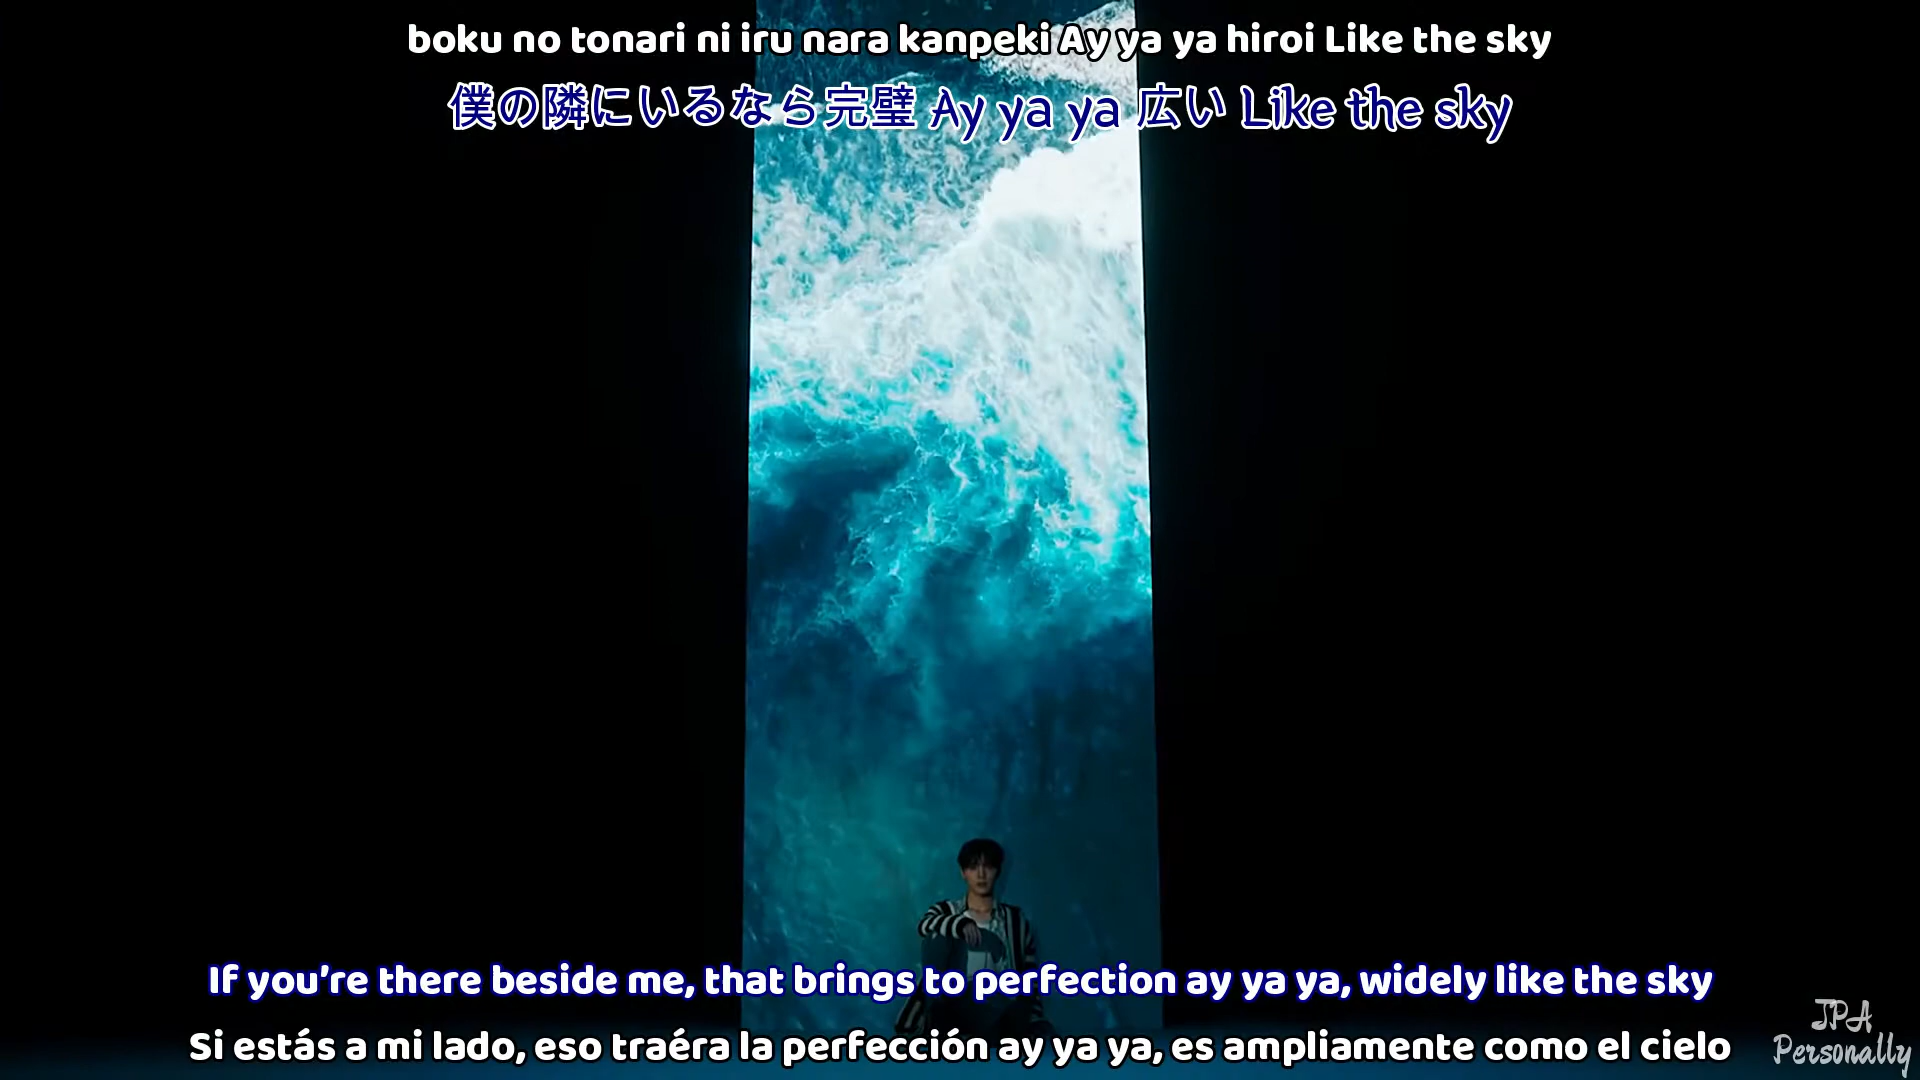 boku no tonari ni iru nara kanpeki Ay ya ya hiroi Like the sky
僕の隣にいるなら完璧 Ay ya ya 広い Like the sky
If you're there beside me, that brings to perfection ay ya ya, widely like the sky
Si estás a mi lado, eso traéra la perfección ay ya ya, es ampliamente como el cielo
JPA
Personally